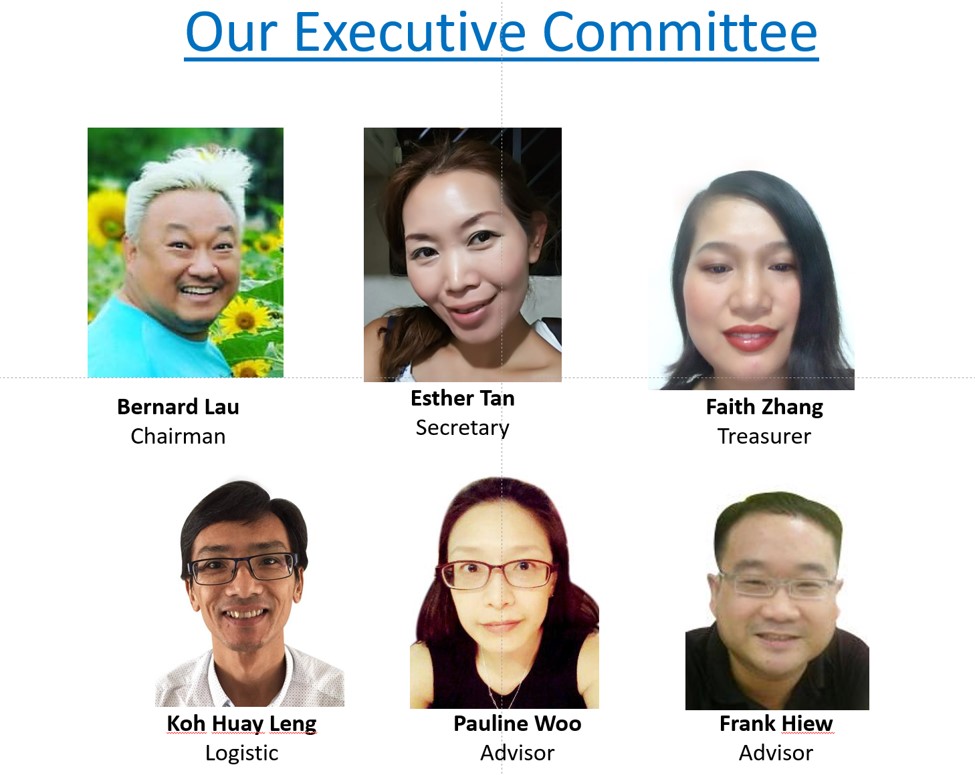 Our Executive Committee
Bernard Lau
Chairman
Esther Tan
Secretary
Faith Zhang
Treasurer
Koh Huay Leng
Logistic
Pauline Woo
Advisor
Frank Hiew
Advisor